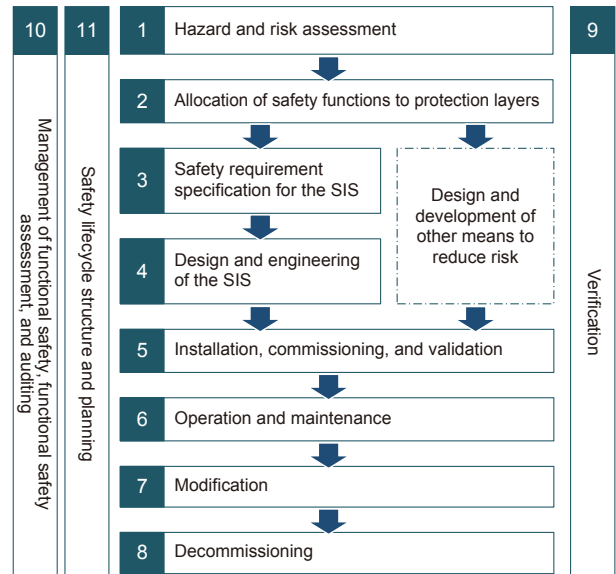 10
Management of functional safety, functional safety
assessment, and auditing
11
Safety lifecycle structure and planning
1
Hazard and risk assessment
2
Allocation of safety functions to protection layers
3
Safety requirement
specification for the SIS
Design and
development of
other means to
reduce risk
4
Design and engineering
of the SIS
5
Installation, commissioning, and validation
6
Operation and maintenance
7
Modification
8
Decommissioning
9
Verification